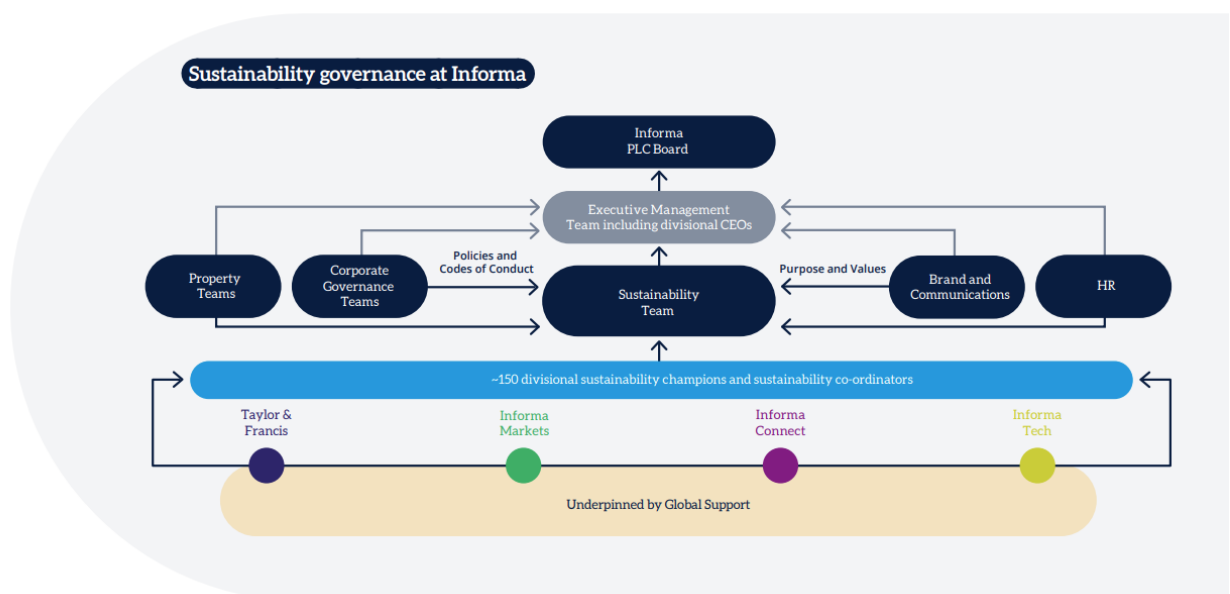 Sustainability governance at Informa
Informa
PLC Board
Executive Management
Team including divisional CEOs
Policies and
Codes of Conduct
Purpose and Values
Property
Teams
Corporate
Governance
Teams
Sustainability
Team
Brand and
Communications
HR
~150 divisional sustainability champions and sustainability co-ordinators
Taylor &
Francis
Informa
Markets
Informa
Connect
Informa
Tech
Underpinned by Global Support